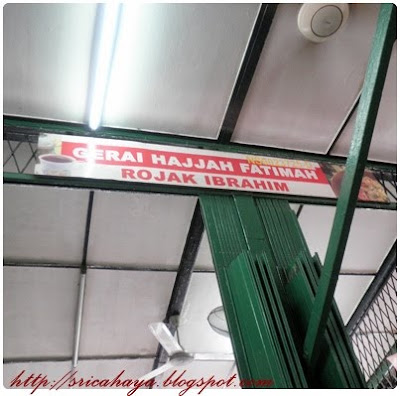 GERAI HAJJAH FATIMAH
ROJAK IBRAHIM
http://sricahaya.blogspot.com